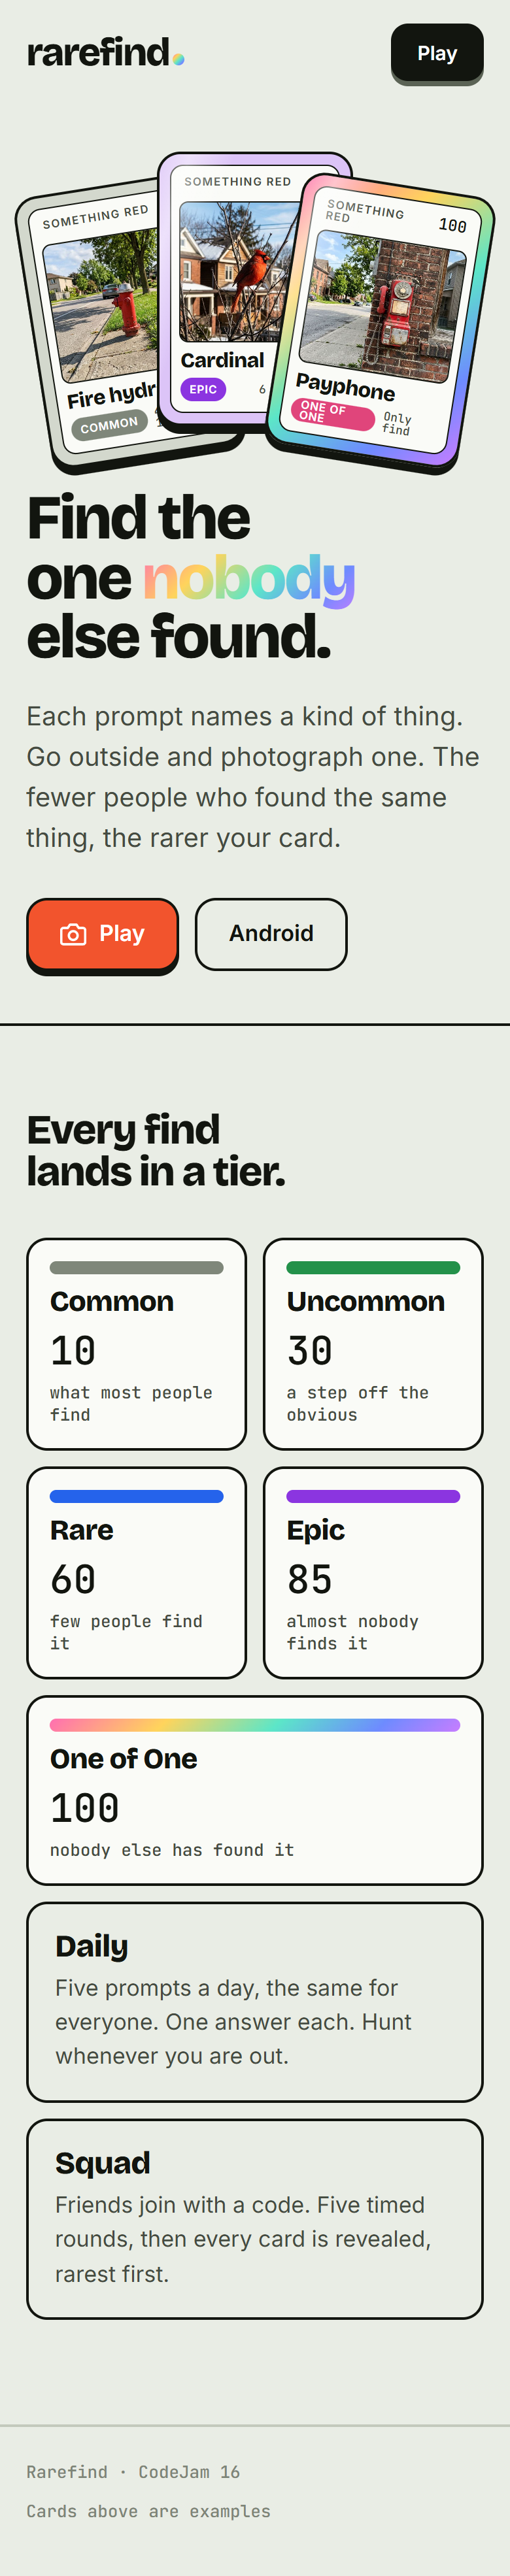 rarefind
Play
SOMETHING RED
Fire hydr
COMMON
SOMETHING RED
Cardinal
EPIC
6
SOMETHING
RED
100
Payphone
ONE OF
ONE
Only
find
Find the
one nobody
else found.
Each prompt names a kind of thing.
Go outside and photograph one. The
fewer people who found the same
thing, the rarer your card.
Play
Android
Every find
lands in a tier.
Common
10
what most people
find
Uncommon
30
a step off the
obvious
Rare
60
few people find
it
Epic
85
almost nobody
finds it
One of One
100
nobody else has found it
Daily
Five prompts a day, the same for
everyone. One answer each. Hunt
whenever you are out.
Squad
Friends join with a code. Five timed
rounds, then every card is revealed,
rarest first.
Rarefind · CodeJam 16
Cards above are examples